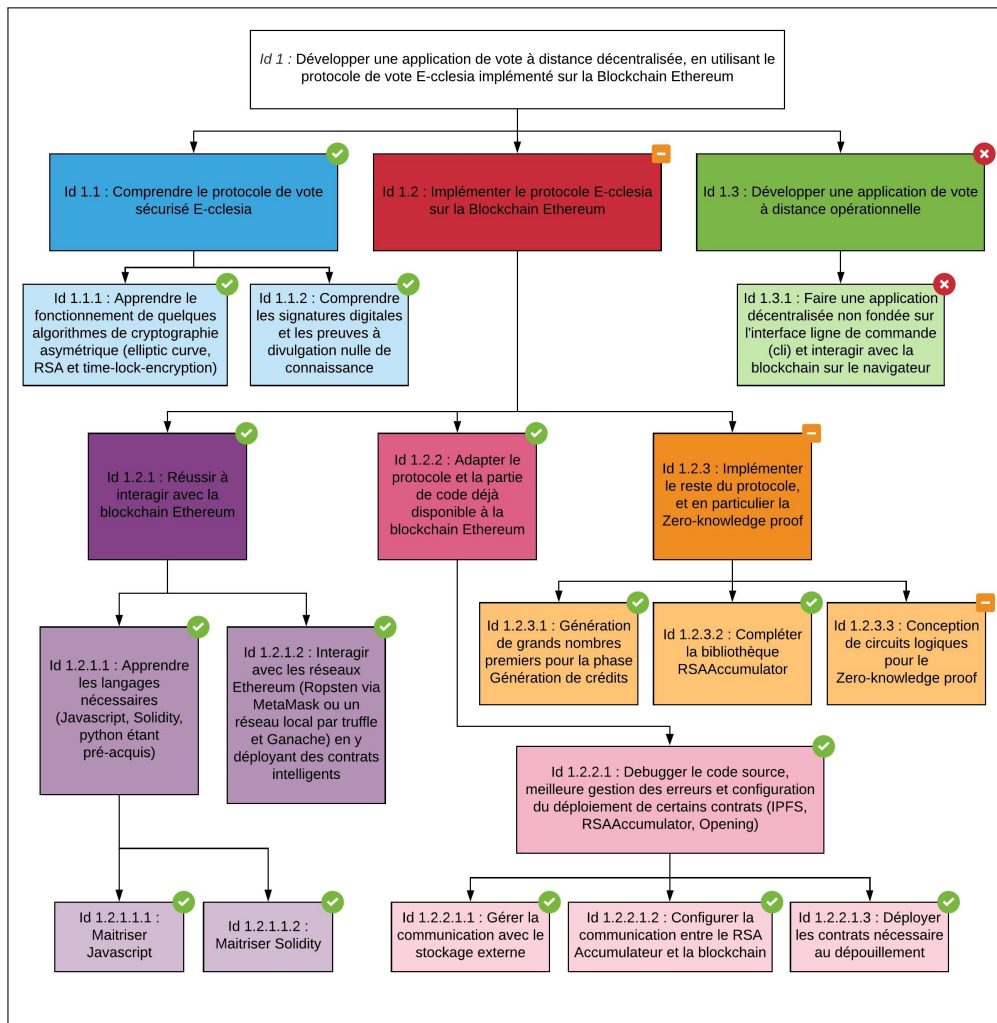 Id 1 : Développer une application de vote à distance décentralisée, en utilisant le
protocole de vote E-cclesia implémenté sur la Blockchain Ethereum
Id 1.1 : Comprendre le protocole de vote
sécurisé E-cclesia
Id 1.2 : Implémenter le protocole E-cclesia
sur la Blockchain Ethereum
Id 1.3 : Développer une application de vote
à distance opérationnelle
Id 1.1.1 : Apprendre le
fonctionnement de quelques
algorithmes de cryptographie
asymétrique (elliptic curve,
RSA et time-lock-encryption)
Id 1.1.2 : Comprendre
les signatures digitales
et les preuves à
divulgation nulle de
connaissance
Id 1.3.1 : Faire une application
décentralisée non fondée sur
l'interface ligne de commande
(cli) et interagir avec la
blockchain sur le navigateur
Id 1.2.1 : Réussir à
interagir avec la
blockchain Ethereum
Id 1.2.2 : Adapter le
protocole et la partie
de code déjà
disponible à la
blockchain Ethereum
Id 1.2.3 : Implémenter
le reste du protocole,
et en particulier la
Zero-knowledge proof
Id 1.2.3.1 : Génération
de grands nombres
premiers pour la phase
Génération de crédits
Id 1.2.3.2 : Compléter
la bibliothèque
RSAAccumulator
Id 1.2.3.3 : Conception
de circuits logiques
pour le
Zero-knowledge proof
Id 1.2.1.1 : Apprendre
les langages
nécessaires
(Javascript, Solidity,
python étant
pré-acquis)
Id 1.2.1.2 : Interagir
avec les réseaux
Ethereum (Ropsten via
MetaMask ou un
réseau local par truffle
et Ganache) en y
déployant des contrats
intelligents
Id 1.2.2.1 : Debugger le code source,
meilleure gestion des erreurs et configuration
du déploiement de certains contrats (IPFS,
RSAAccumulator, Opening)
Id 1.2.1.1.1 :
Maitriser
Javascript
Id 1.2.1.1.2 :
Maitriser Solidity
Id 1.2.2.1.1 : Gérer la
communication avec le
stockage externe
Id 1.2.2.1.2 : Configurer la
communication entre le RSA
Accumulateur et la blockchain
Id 1.2.2.1.3 : Déployer
les contrats nécessaire
au dépouillement